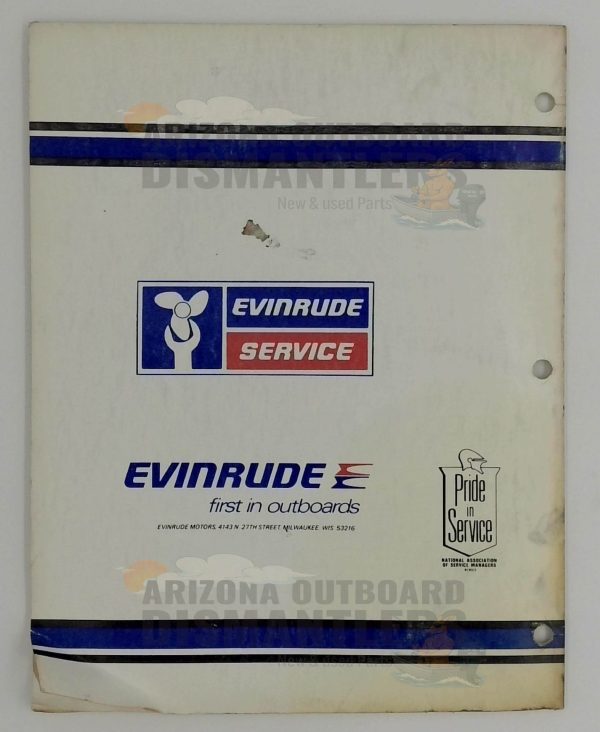 ARIZONA OUTBOARD
DISMANTLERS
New & used Parts
EVINRUDE
SERVICE
EVINRUDE
first in outboards
EVINRUDE MOTORS, 4143 N 27TH STREET, MILWAUKEE, WIS 53216
Pride
in
Service
NATIONAL ASSOCIATION
OF SERVICE MANAGERS
ARIZONA OUTBOARD
DISMANTLERS
New & used Parts